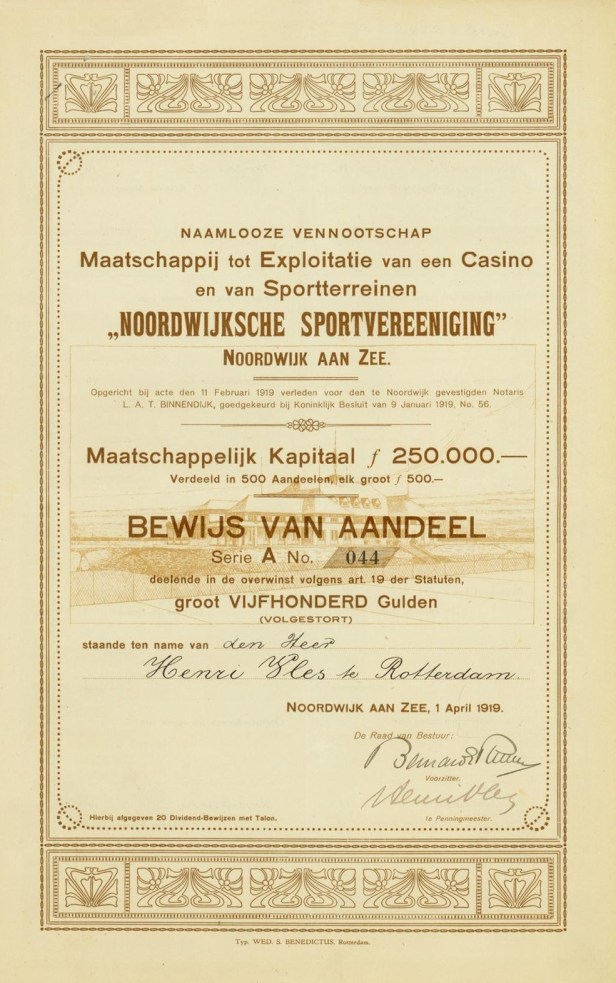 NAAMLOOZE VENNOOTSCHAP
Maatschappij tot Exploitatie van een Casino
en van Sportterreinen
„NOORDWIJKSCHE SPORTVEREENIGING”
NOORDWIJK AAN ZEE.
Opgericht bij acte den 11 Februari 1919 verleden voor den te Noordwijk gevestigden Notaris
L. A. T. BINNENDIJK, goedgekeurd bij Koninklijk Besluit van 9 Januari 1919, No. 56.
Maatschappelijk Kapitaal ƒ 250.000.—
Verdeeld in 500 Aandeelen, elk groot ƒ 500.—
BEWIJS VAN AANDEEL
Serie A No. 044
deelende in de overwinst volgens art. 19 der Statuten,
groot VIJFHONDERD Gulden
(VOLGESTORT)
staande ten name van den Heer
Henri Vles te Rotterdam.
NOORDWIJK AAN ZEE, 1 April 1919.
De Raad van Bestuur:
Voorzitter.
Henri Vles
1e Penningmeester.
Hierbij afgegeven 20 Dividend-Bewijzen met Talon.
Typ. WED. S. BENEDICTUS. Rotterdam.